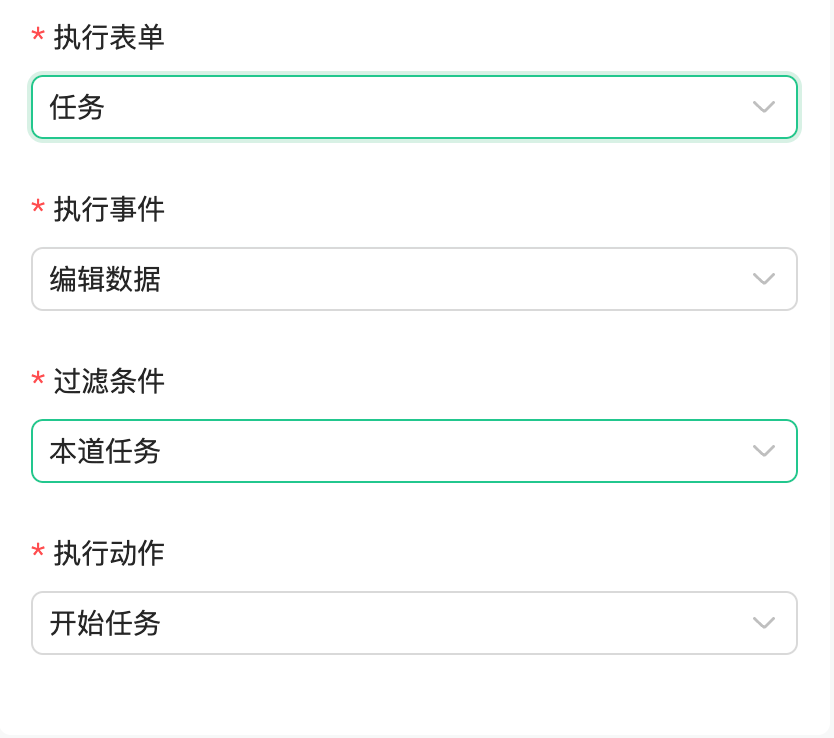 * 执行表单
任务
* 执行事件
编辑数据
* 过滤条件
本道任务
* 执行动作
开始任务